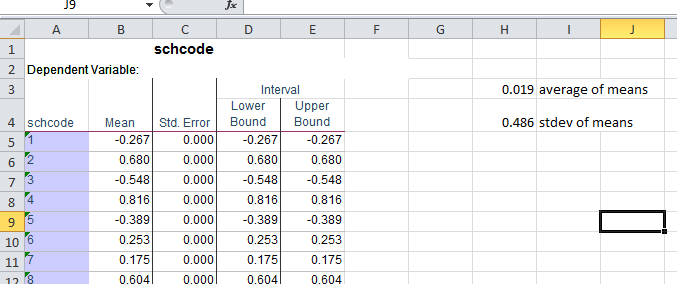 J9 fx
A B C D E F G H I J
1 schcode
2 Dependent Variable:
3 Interval 0.019 average of means
4 schcode Mean Std. Error Lower Bound Upper Bound 0.486 stdev of means
5 1 -0.267 0.000 -0.267 -0.267
6 2 0.680 0.000 0.680 0.680
7 3 -0.548 0.000 -0.548 -0.548
8 4 0.816 0.000 0.816 0.816
9 5 -0.389 0.000 -0.389 -0.389
10 6 0.253 0.000 0.253 0.253
11 7 0.175 0.000 0.175 0.175
12 8 0.604 0.000 0.604 0.604